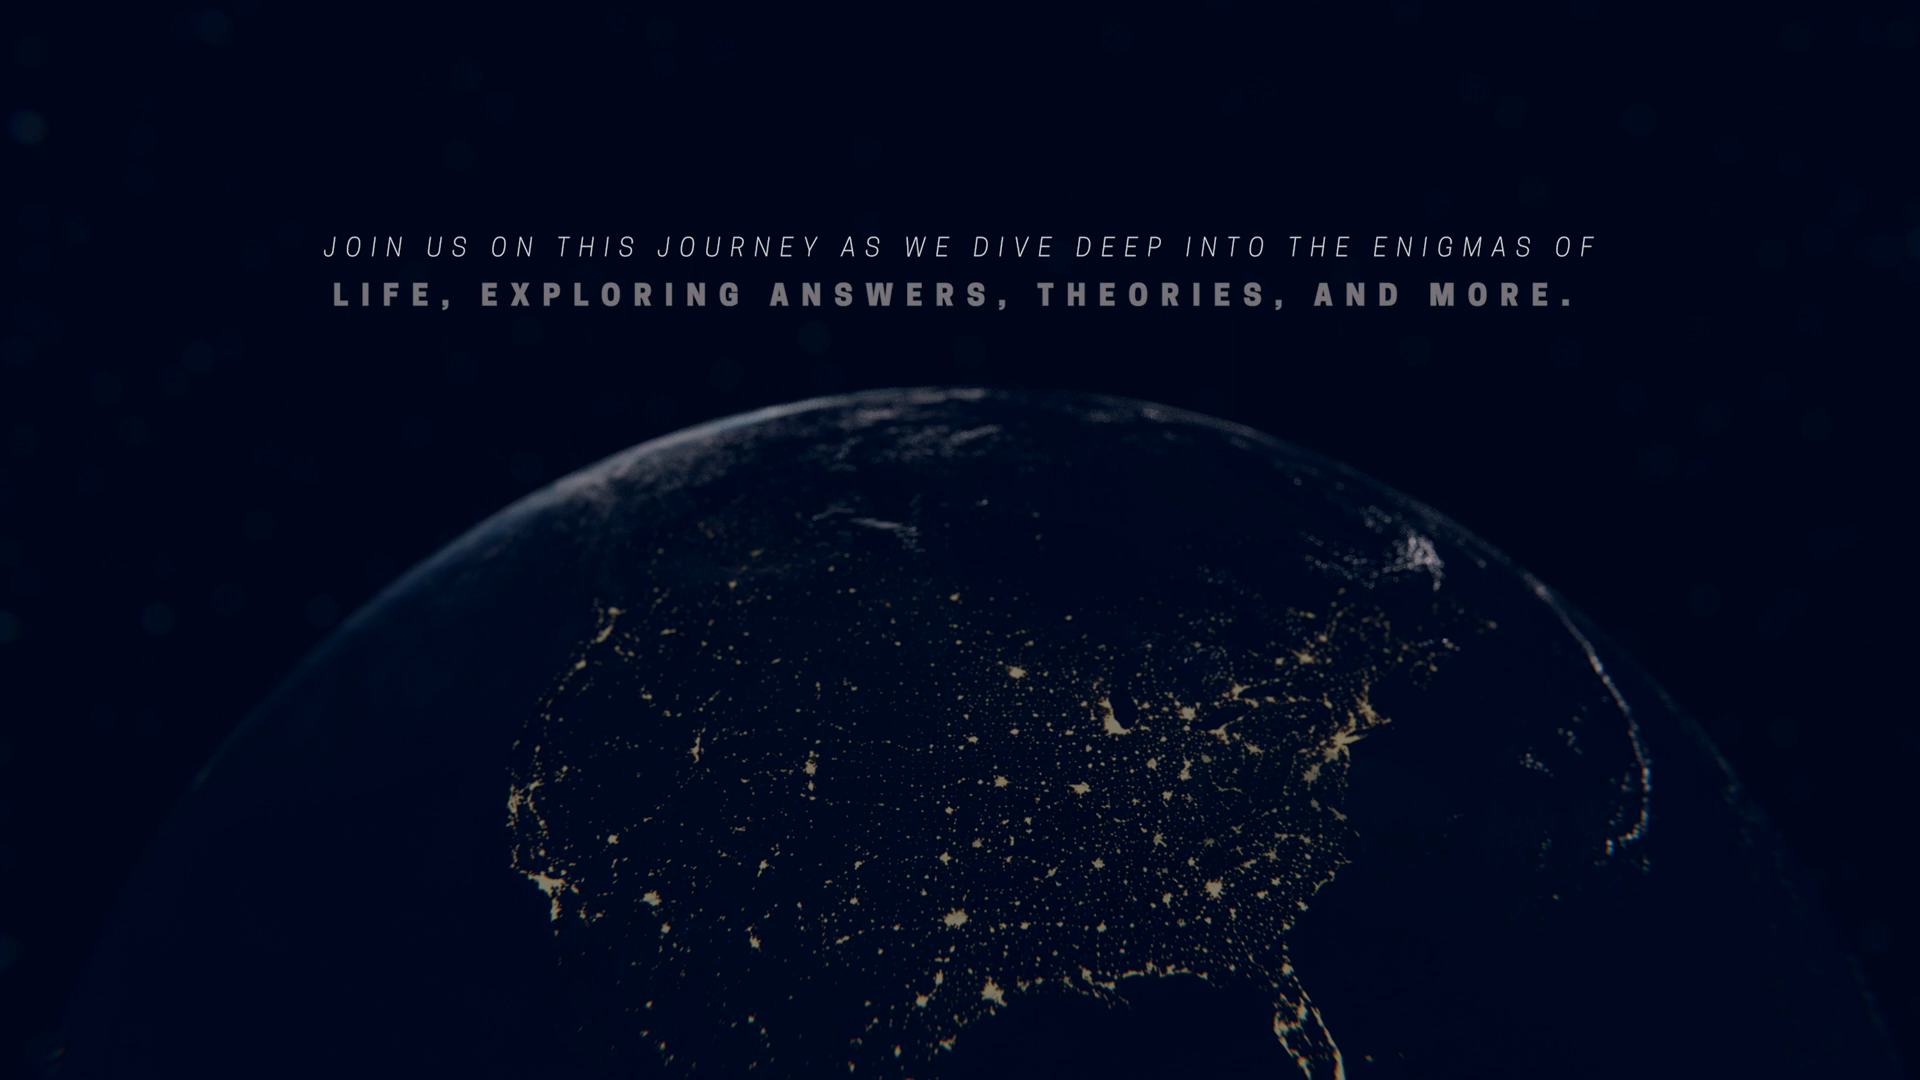 JOIN US ON THIS JOURNEY AS WE DIVE DEEP INTO THE ENIGMAS OF
LIFE, EXPLORING ANSWERS, THEORIES, AND MORE.